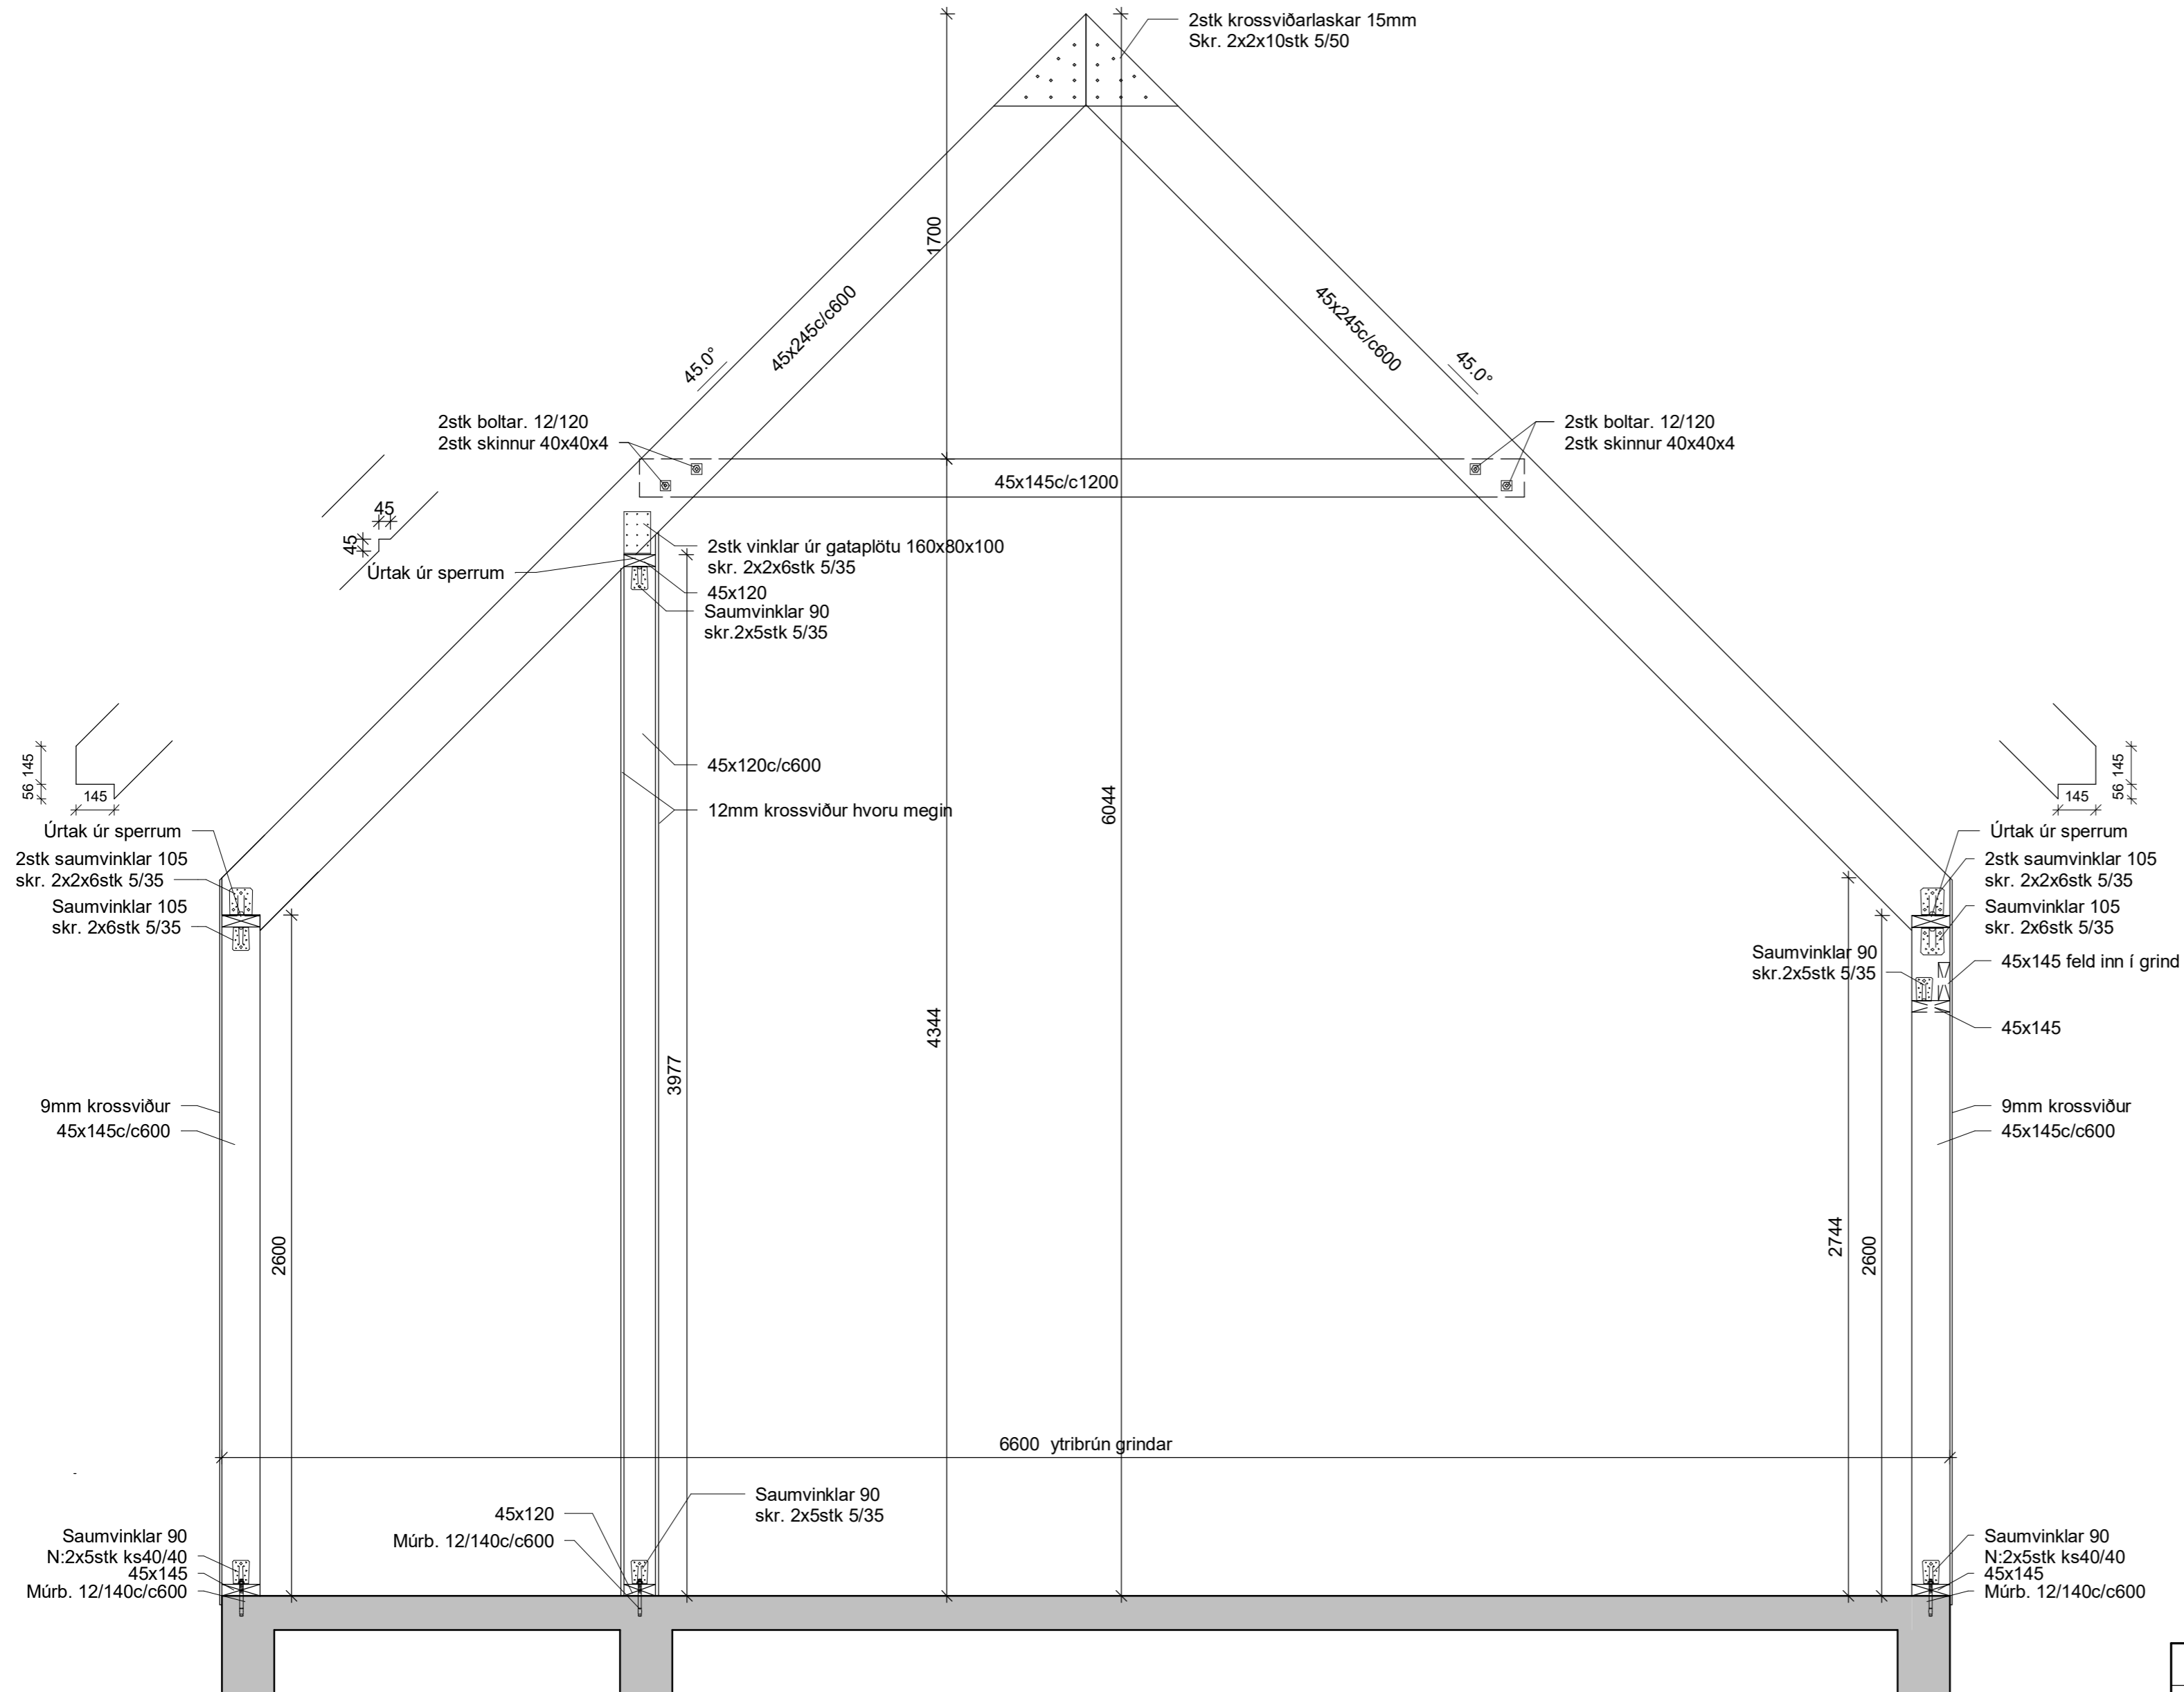 2stk krossviðarlaskar 15mm
Skr. 2x2x10stk 5/50
1700
45x245c/c600
45x245c/c600
45.0°
45.0°
2stk boltar. 12/120
2stk skinnur 40x40x4
2stk boltar. 12/120
2stk skinnur 40x40x4
45x145c/c1200
45
45
Úrtak úr sperrum
2stk vinklar úr gataplötu 160x80x100
skr. 2x2x6stk 5/35
45x120
Saumvinklar 90
skr.2x5stk 5/35
45x120c/c600
12mm krossviður hvoru megin
6044
145
56
145
145
56
145
Úrtak úr sperrum
2stk saumvinklar 105
skr. 2x2x6stk 5/35
Saumvinklar 105
skr. 2x6stk 5/35
Úrtak úr sperrum
2stk saumvinklar 105
skr. 2x2x6stk 5/35
Saumvinklar 105
skr. 2x6stk 5/35
Saumvinklar 90
skr.2x5stk 5/35
45x145 feld inn í grind
45x145
4344
3977
9mm krossviður
45x145c/c600
9mm krossviður
45x145c/c600
2600
2744
2600
6600 ytribrún grindar
Saumvinklar 90
skr. 2x5stk 5/35
45x120
Múrb. 12/140c/c600
Saumvinklar 90
N:2x5stk ks40/40
45x145
Múrb. 12/140c/c600
Saumvinklar 90
N:2x5stk ks40/40
45x145
Múrb. 12/140c/c600